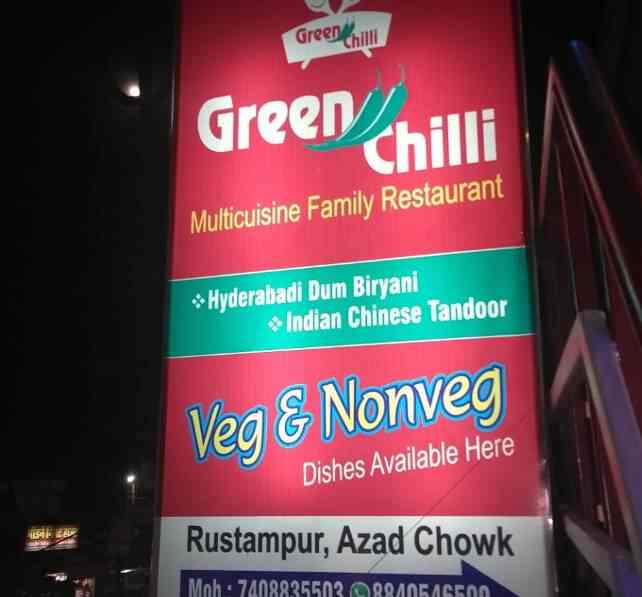 Green Chilli
Green
Chilli
Multicuisine Family Restaurant
Hyderabadi Dum Biryani
Indian Chinese Tandoor
Veg & Nonveg
Dishes Available Here
Rustampur, Azad Chowk
Mob : 7408835503 8840546500